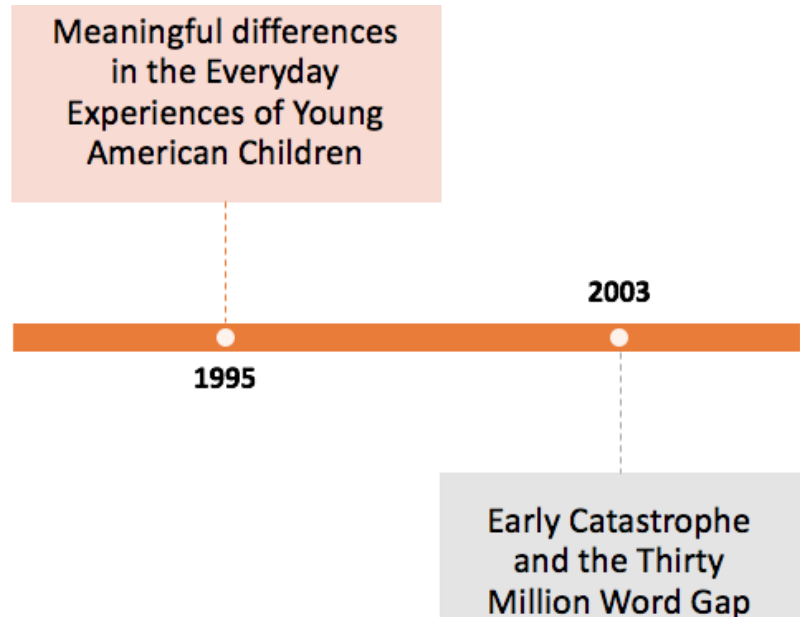 Meaningful differences
in the Everyday
Experiences of Young
American Children
2003
1995
Early Catastrophe
and the Thirty
Million Word Gap